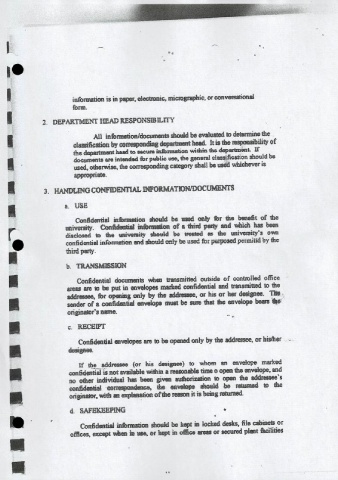 information is in paper, electronic, micrographic, or conversational
form.
2. DEPARTMENT HEAD RESPONSIBILITY
All information/documents should be evaluated to determine the
classification by corresponding department head. It is the responsibility of
the department head to secure information within the department. If
documents are intended for public use, the general classification should be
used, otherwise, the corresponding category shall be used whichever is
appropriate.
3. HANDLING CONFIDENTIAL INFORMATION/DOCUMENTS
a. USE
Confidential information should be used only for the benefit of the
university. Confidential information of a third party and which has been
disclosed to the university should be treated as the university's own
confidential information and should only be used for purposed permitted by the
third party.
b. TRANSMISSION
Confidential documents when transmitted outside of controlled office
areas are to put in envelopes marked confidential and transmitted to the
addressee, for opening only by the addressee, or his or her designee. The
sender of a confidential envelope must be sure that the envelope bears the
originator's name.
c. RECEIPT
Confidential envelopes are to be opened only by the addressee, or his/her
designee.
If the addressee (or his designee) to whom an envelope marked
confidential is not available within a reasonable time o open the envelope, and
no other individual has been given authorization to open the addressee's
confidential correspondence, the envelope should be returned to the
originator, with an explanation of the reason it is being returned.
d. SAFEKEEPING
Confidential information should be kept in locked desks, file cabinets or
offices, except when in use, or kept in office areas or secured plant facilities